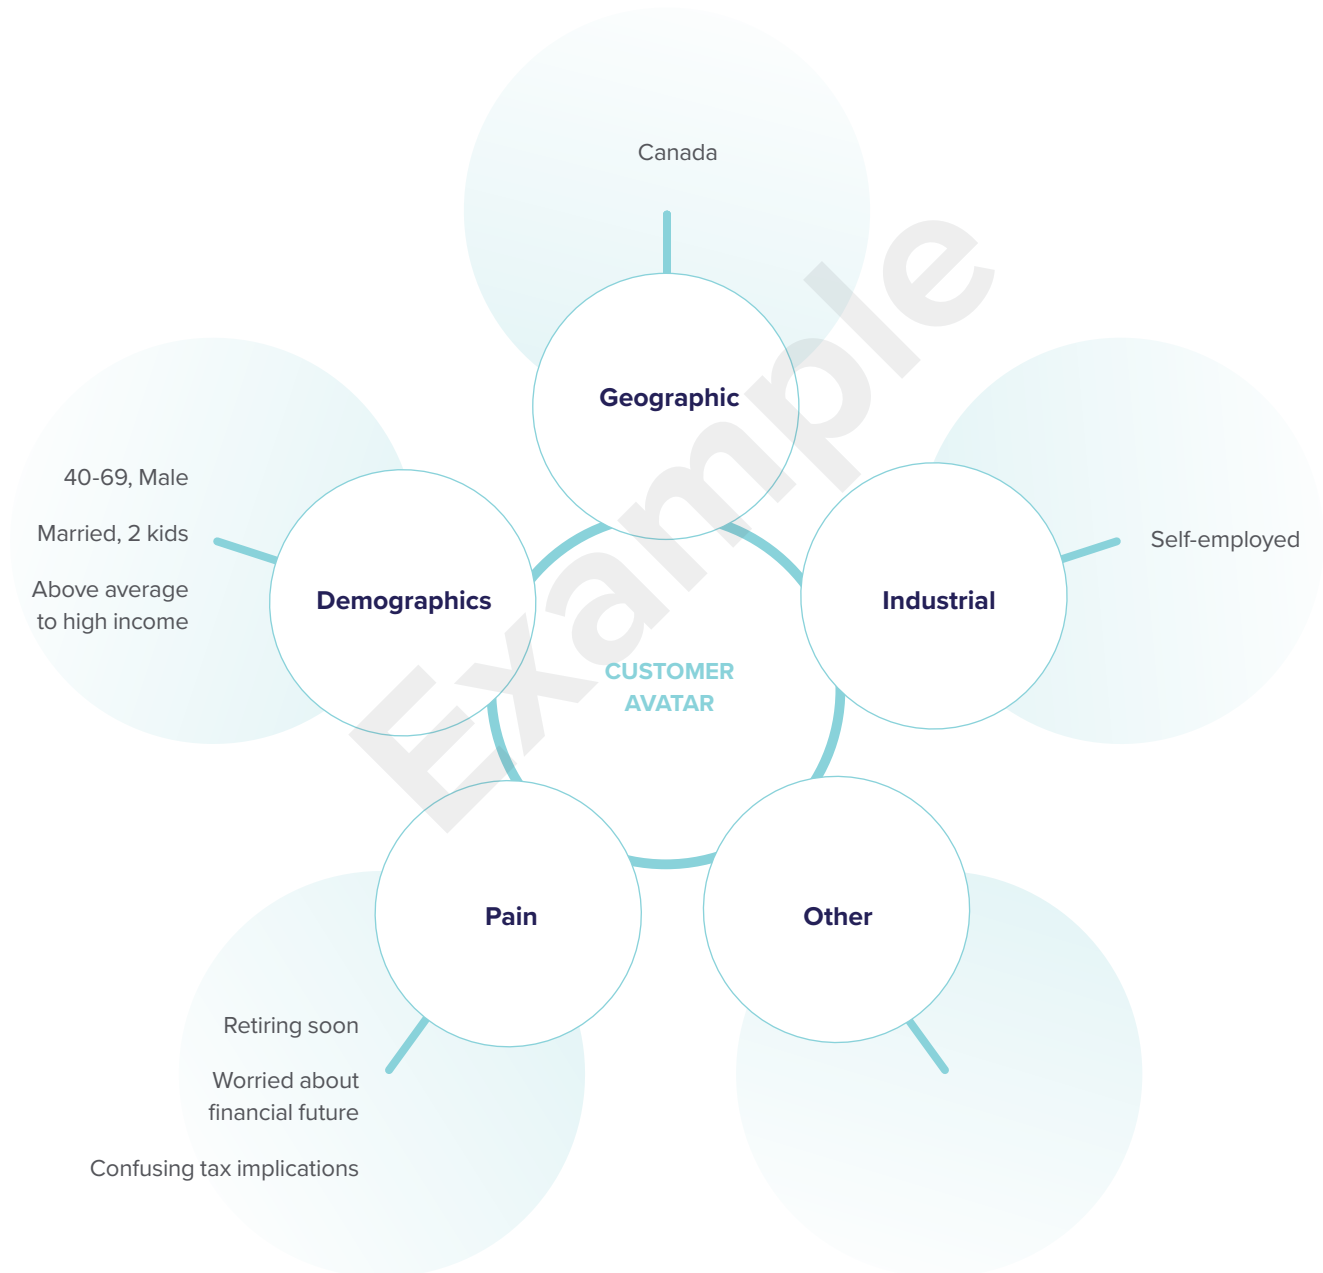 Canada
Geographic
40-69, Male
Married, 2 kids
Above average
to high income
Demographics
Industrial
Self-employed
CUSTOMER
AVATAR
Pain
Other
Retiring soon
Worried about
financial future
Confusing tax implications
Example